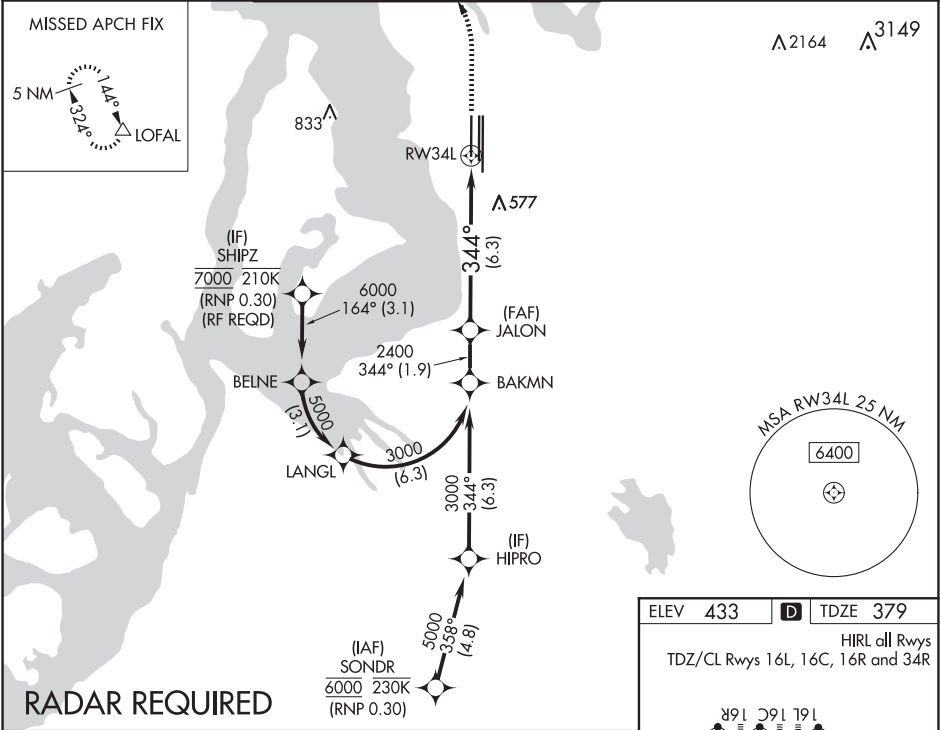 MISSED APCH FIX
5 NM
144°
324°
LOFAL
2164
3149
833
RW34L
577
344°
(6.3)
(IF)
SHIPZ
7000 210K
(RNP 0.30)
(RF REQD)
6000
164° (3.1)
(FAF)
JALON
2400
344° (1.9)
BELNE
BAKMN
5000
(3.1)
LANGL
3000
(6.3)
3000
344°
(6.3)
(IF)
HIPRO
5000
358°
(4.8)
(IAF)
SONDR
6000 230K
(RNP 0.30)
RADAR REQUIRED
MSA RW34L 25 NM
6400
ELEV 433 D TDZE 379
HIRL all Rwys
TDZ/CL Rwys 16L, 16C, 16R and 34R
16R 16C 16L